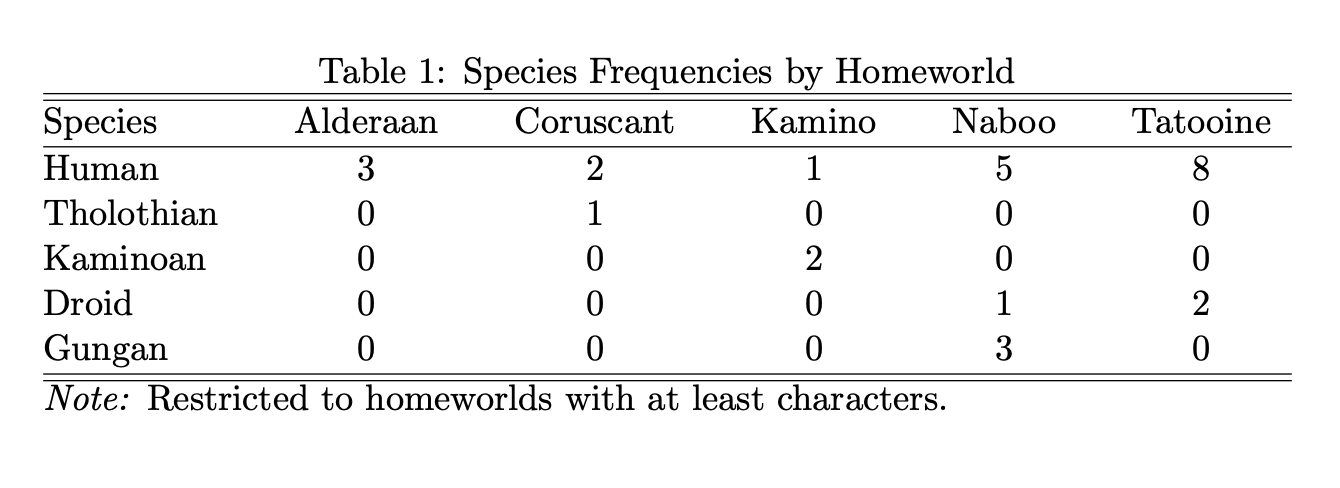 Table 1: Species Frequencies by Homeworld
Species Alderaan Coruscant Kamino Naboo Tatooine
Human 3 2 1 5 8
Tholothian 0 1 0 0 0
Kaminoan 0 0 2 0 0
Droid 0 0 0 1 2
Gungan 0 0 0 3 0
Note: Restricted to homeworlds with at least characters.